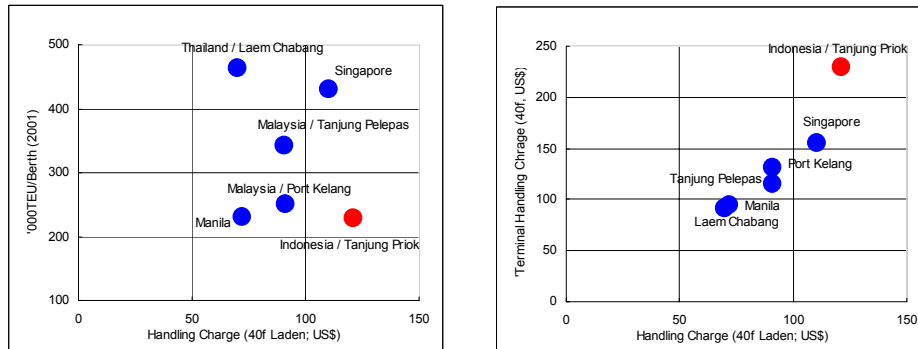 500
400
300
200
100
'000TEU/Berth (2001)
Thailand / Laem Chabang
Singapore
Malaysia / Tanjung Pelepas
Malaysia / Port Kelang
Manila
Indonesia / Tanjung Priok
0
50
100
150
Handling Charge (40f Laden; US$)
250
200
150
100
50
0
'Terminal Handling Chrage (40f, US$)
Indonesia / Tanjung Priok
Singapore
Port Kelang
Tanjung Pelepas
Manila
Laem Chabang
0
50
100
150
Handling Charge (40f Laden; US$)